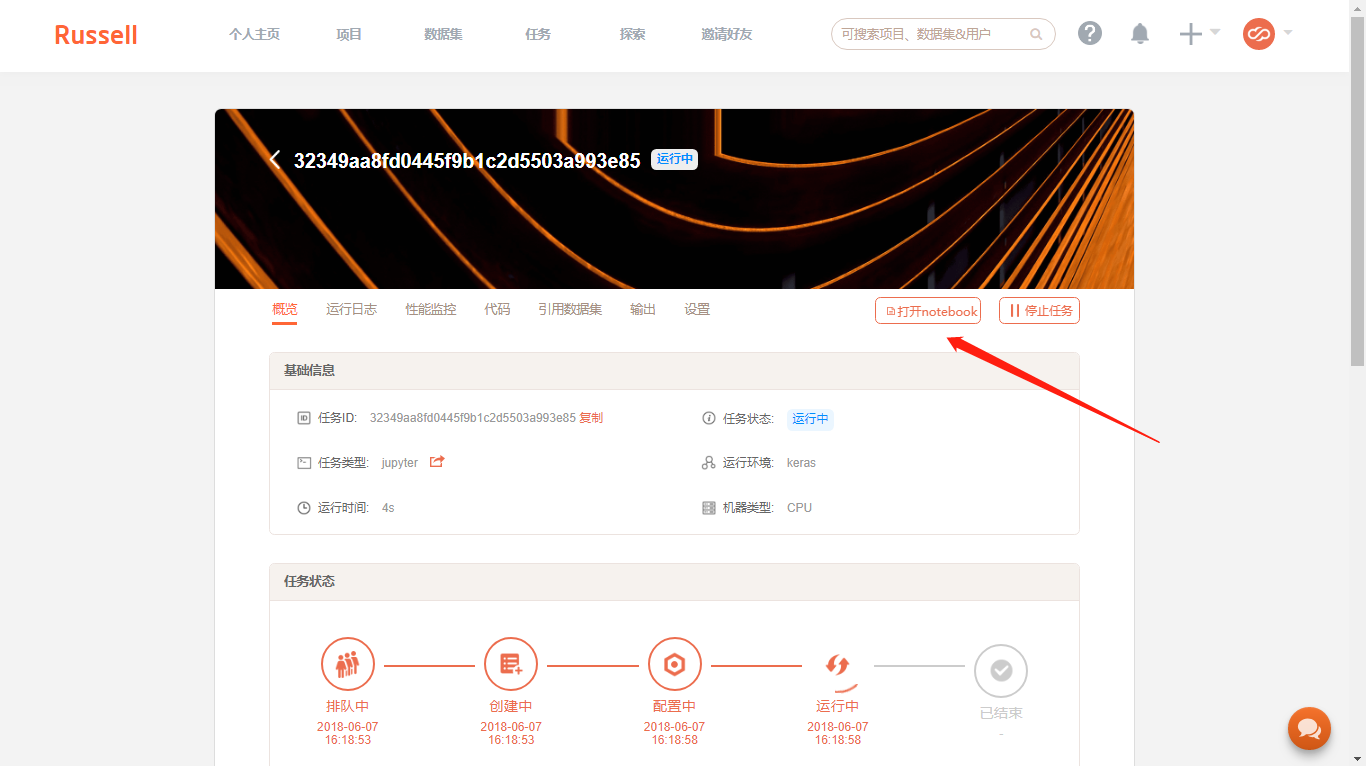 Russell 个人主页 项目 数据集 任务 探索 邀请好友 可搜索项目、数据集&用户
32349aa8fd0445f9b1c2d5503a993e85 运行中
概览 运行日志 性能监控 代码 引用数据集 输出 设置 打开notebook 停止任务
基础信息
任务ID: 32349aa8fd0445f9b1c2d5503a993e85 复制 任务状态: 运行中
任务类型: jupyter 运行环境: keras
运行时间: 4s 机器类型: CPU
任务状态
排队中 创建中 配置中 运行中 已结束
2018-06-07 2018-06-07 2018-06-07 2018-06-07 -
16:18:53 16:18:53 16:18:58 16:18:58